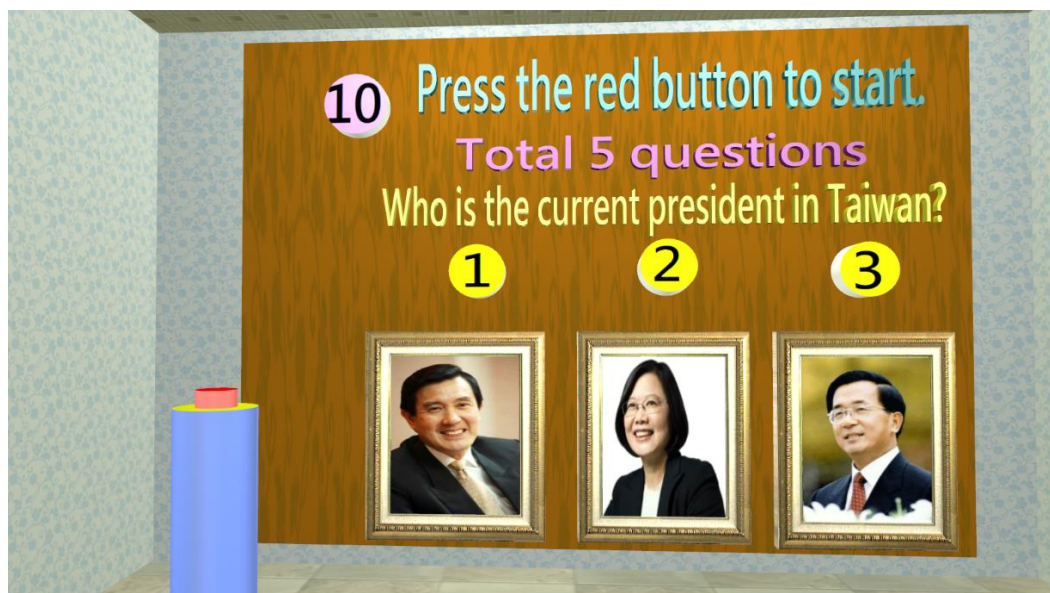 10 Press the red button to start.
Total 5 questions
Who is the current president in Taiwan?
1 2 3